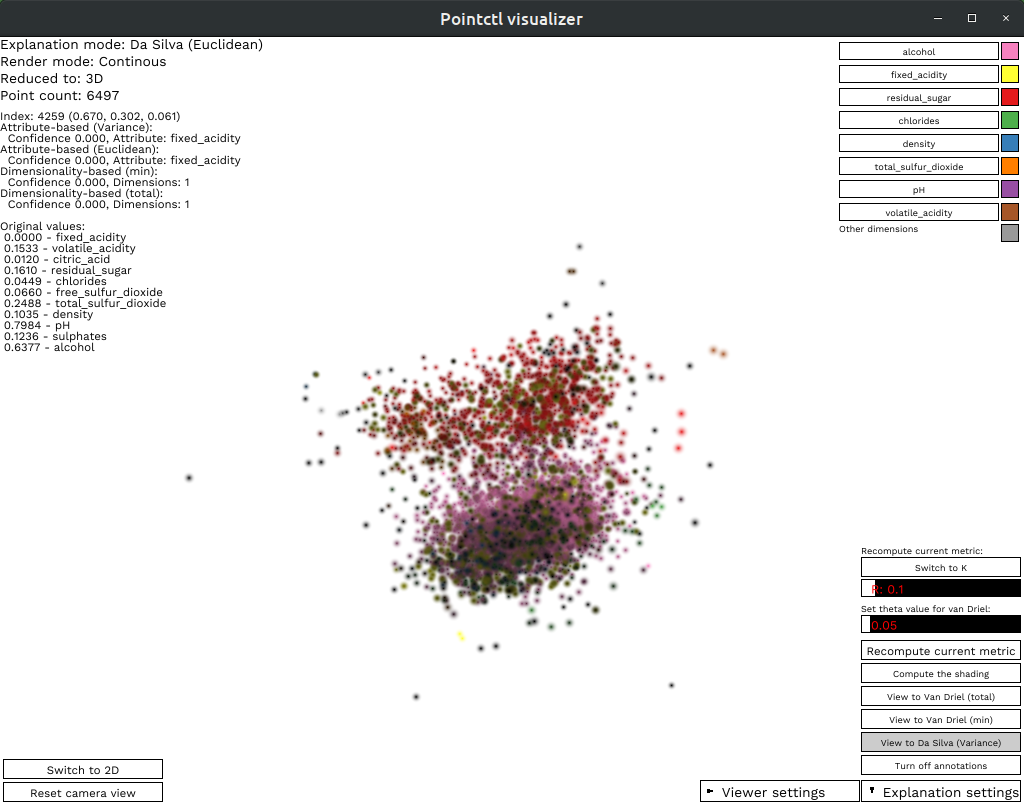 Pointctl visualizer
Explanation mode: Da Silva (Euclidean)
Render mode: Continous
Reduced to: 3D
Point count: 6497
Index: 4259 (0.670, 0.302, 0.061)
Attribute-based (Variance):
Confidence 0.000, Attribute: fixed_acidity
Attribute-based (Euclidean):
Confidence 0.000, Attribute: fixed_acidity
Dimensionality-based (min):
Confidence 0.000, Dimensions: 1
Dimensionality-based (total):
Confidence 0.000, Dimensions: 1
Original values:
0.0000 - fixed_acidity
0.1533 - volatile_acidity
0.0120 - citric_acid
0.1610 - residual_sugar
0.0449 - chlorides
0.0660 - free_sulfur_dioxide
0.2488 - total_sulfur_dioxide
0.1035 - density
0.7984 - pH
0.1236 - sulphates
0.6377 - alcohol
alcohol
fixed_acidity
residual_sugar
chlorides
density
total_sulfur_dioxide
pH
volatile_acidity
Other dimensions
Recompute current metric:
Switch to K
R: 0.1
Set theta value for van Driel:
0.05
Recompute current metric
Compute the shading
View to Van Driel (total)
View to Van Driel (min)
View to Da Silva (Variance)
Turn off annotations
Switch to 2D
Reset camera view
Viewer settings
Explanation settings